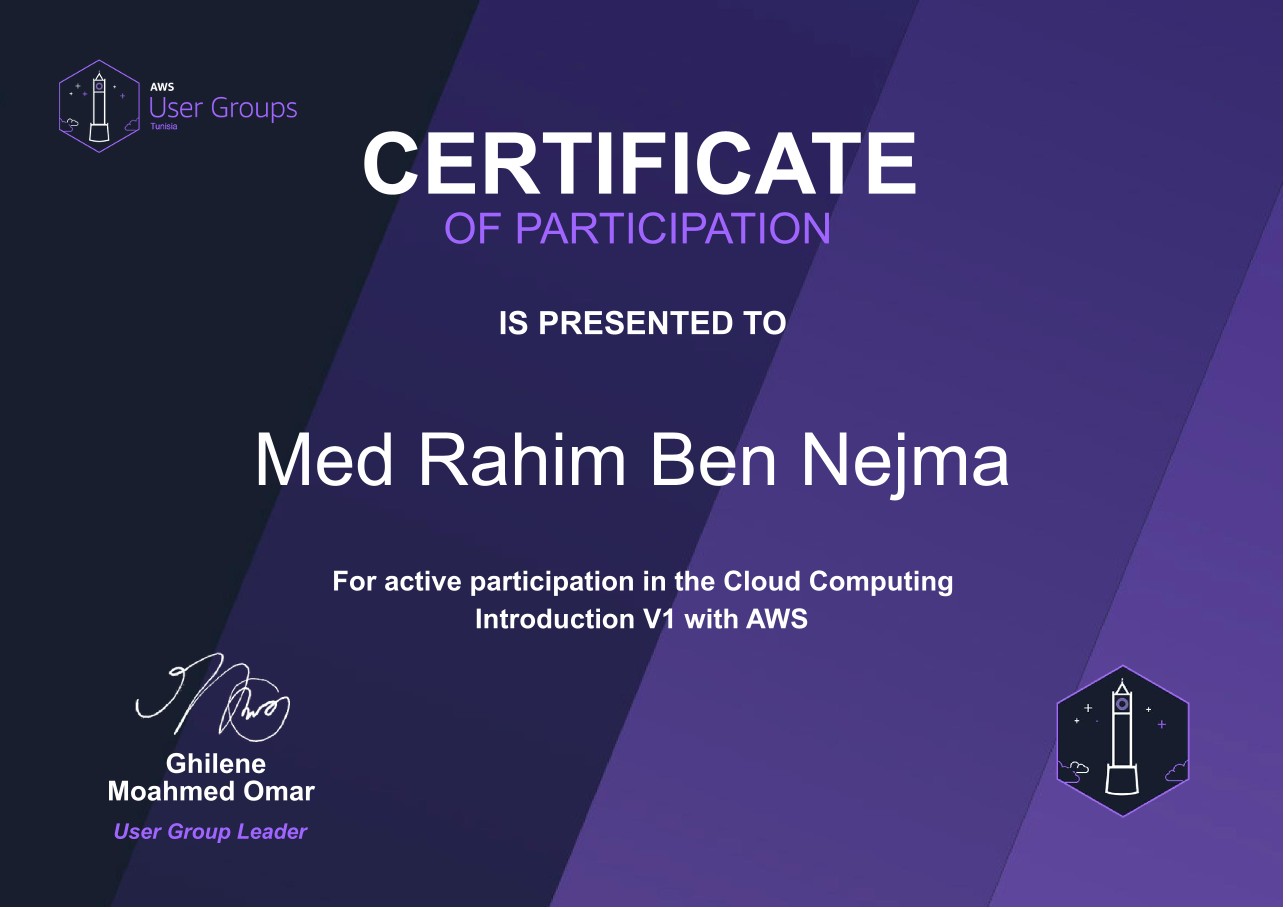 AWS
User Groups
Tunisia
CERTIFICATE
OF PARTICIPATION
IS PRESENTED TO
Med Rahim Ben Nejma
For active participation in the Cloud Computing
Introduction V1 with AWS
Ghilene
Moahmed Omar
User Group Leader